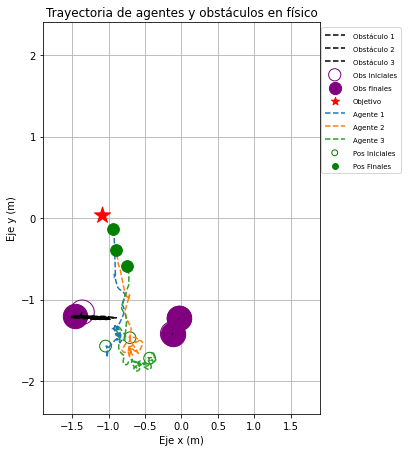 Trayectoria de agentes y obstáculos en físico
Obstáculo 1
Obstáculo 2
Obstáculo 3
Obs iniciales
Obs finales
Objetivo
Agente 1
Agente 2
Agente 3
Pos Iniciales
Pos Finales
Eje y (m)
2
1
0
−1
−2
−1.5
−1.0
−0.5
0.0
0.5
1.0
1.5
Eje x (m)